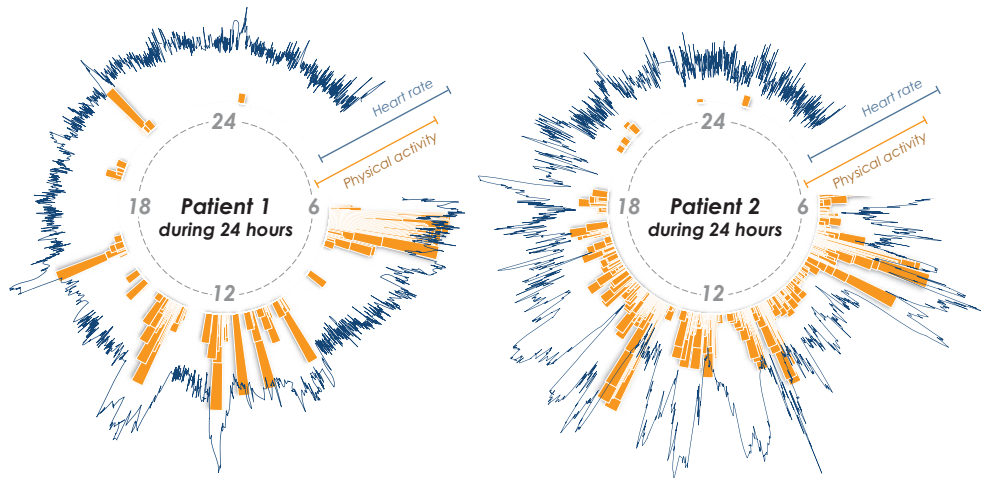 Heart rate
Physical activity
24
18
Patient 1
6
during 24 hours
12
Heart rate
Physical activity
24
18
Patient 2
6
during 24 hours
12